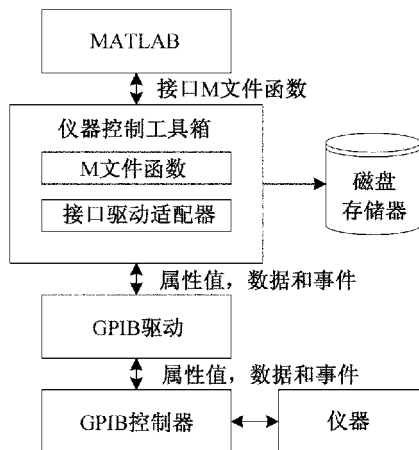 MATLAB
接口M文件函数
仪器控制工具箱
M文件函数
接口驱动适配器
磁盘
存储器
属性值，数据和事件
GPIB驱动
属性值，数据和事件
GPIB控制器
仪器